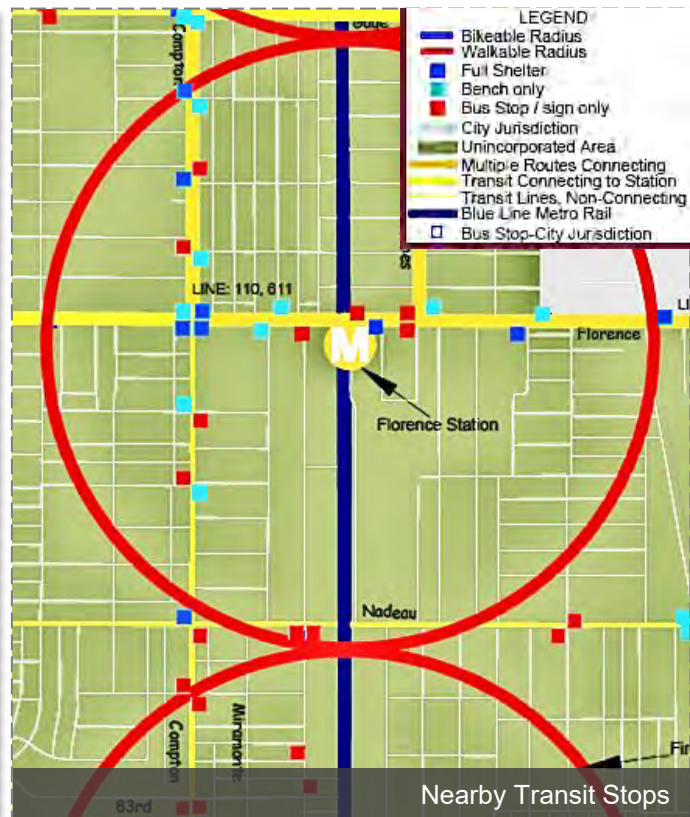 LEGEND
Bikeable Radius
Walkable Radius
Full Shelter
Bench only
Bus Stop / sign only
City Jurisdiction
Unincorporated Area
Multiple Routes Connecting
Transit Connecting to Station
Transit Lines, Non-Connecting
Blue Line Metro Rail
Bus Stop-City Jurisdiction
Compton
LINE: 110, 611
LI
Florence
M
Florence Station
Nadeau
Compton
Miramonte
Fir
83rd
Nearby Transit Stops